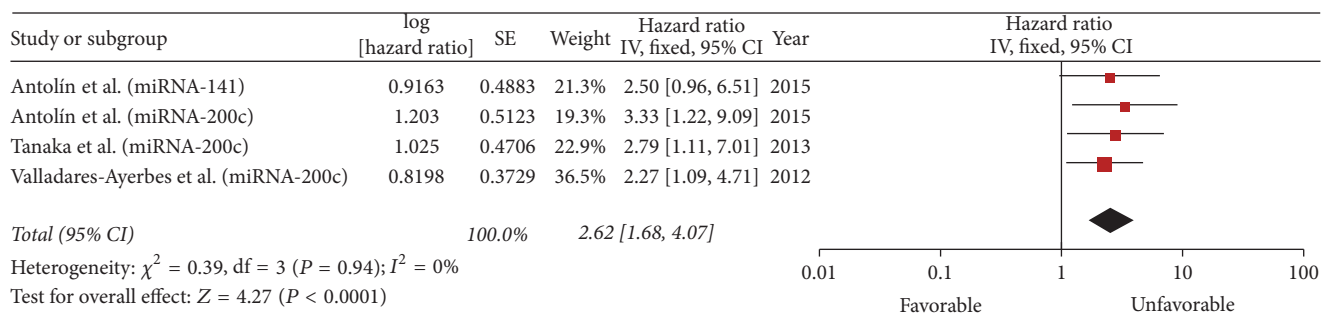 Study or subgroup log [hazard ratio] SE Weight Hazard ratio IV, fixed, 95% CI Year Hazard ratio IV, fixed, 95% CI
Antolín et al. (miRNA-141) 0.9163 0.4883 21.3% 2.50 [0.96, 6.51] 2015
Antolín et al. (miRNA-200c) 1.203 0.5123 19.3% 3.33 [1.22, 9.09] 2015
Tanaka et al. (miRNA-200c) 1.025 0.4706 22.9% 2.79 [1.11, 7.01] 2013
Valladares-Ayerbes et al. (miRNA-200c) 0.8198 0.3729 36.5% 2.27 [1.09, 4.71] 2012
Total (95% CI) 100.0% 2.62 [1.68, 4.07]
Heterogeneity: χ² = 0.39, df = 3 (P = 0.94); I² = 0%
Test for overall effect: Z = 4.27 (P < 0.0001)
0.01 0.1 1 10 100
Favorable Unfavorable